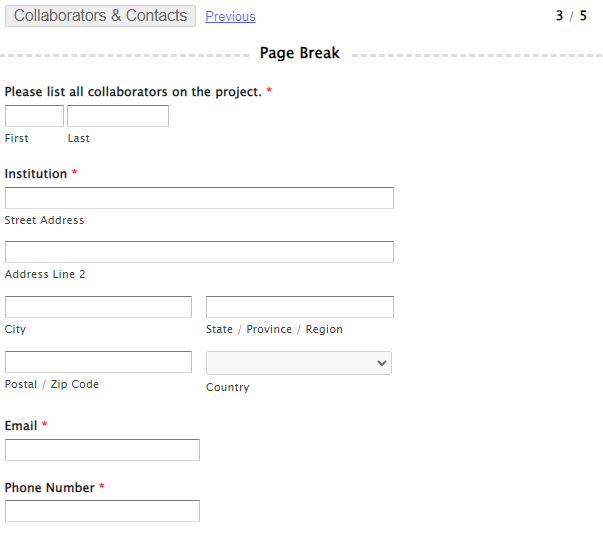 Collaborators & Contacts Previous 3 / 5
Page Break
Please list all collaborators on the project. *
First Last
Institution *
Street Address
Address Line 2
City State / Province / Region
Postal / Zip Code Country
Email *
Phone Number *